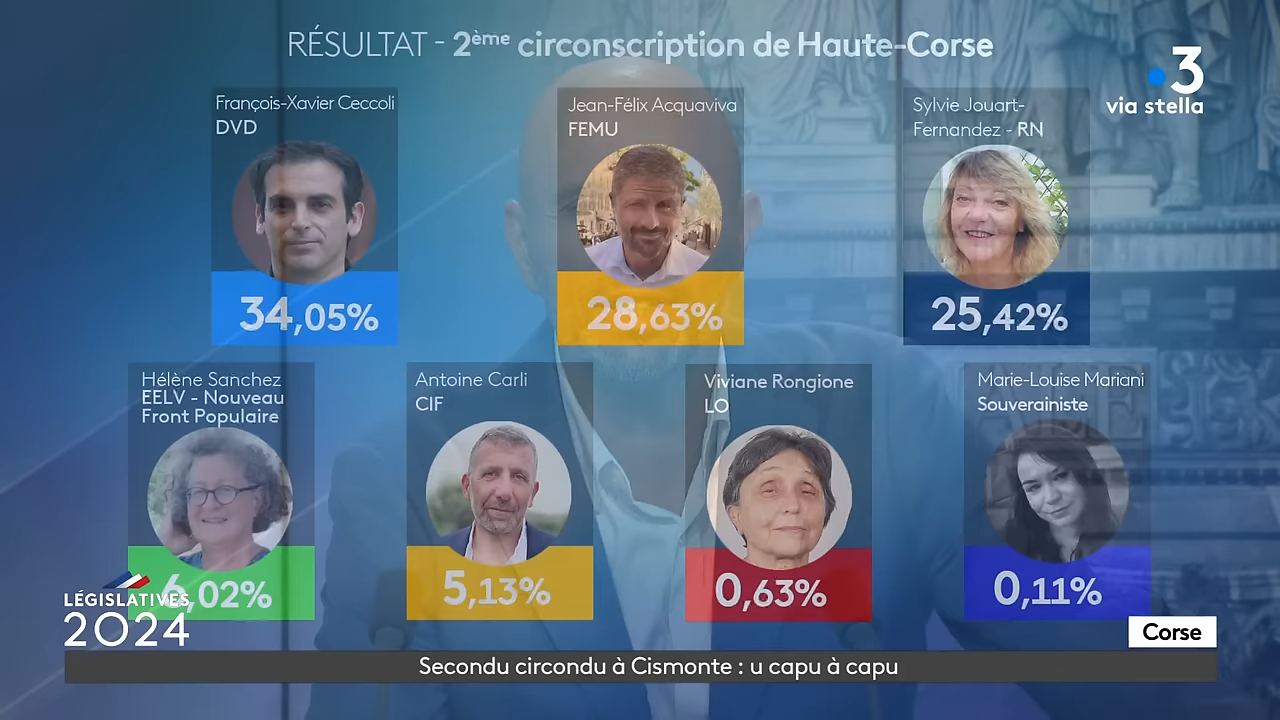 RÉSULTAT - 2ème circonscription de Haute-Corse
3
via stella
François-Xavier Ceccoli
DVD
34,05%
Jean-Félix Acquaviva
FEMU
28,63%
Sylvie Jouart-
Fernandez - RN
25,42%
Hélène Sanchez
EELV - Nouveau
Front Populaire
6,02%
Antoine Carli
CIF
5,13%
Viviane Rongione
LO
0,63%
Marie-Louise Mariani
Souverainiste
0,11%
LÉGISLATIVES
2024
Corse
Secondu circondu à Cismonte : u capu à capu